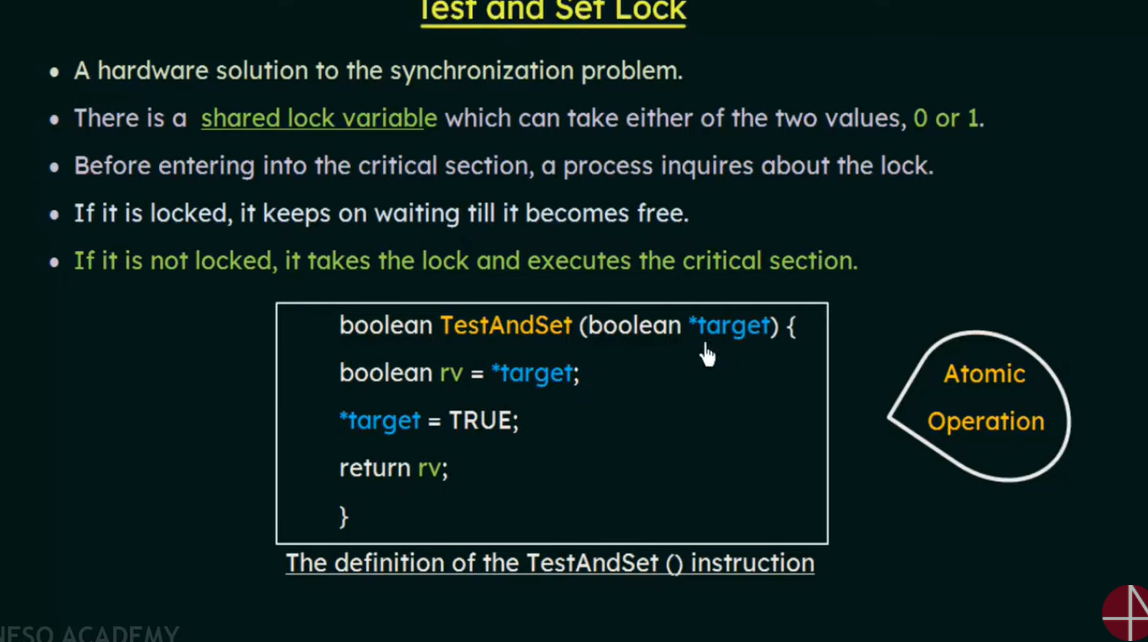 Test and Set Lock
• A hardware solution to the synchronization problem.
• There is a shared lock variable which can take either of the two values, 0 or 1.
• Before entering into the critical section, a process inquires about the lock.
• If it is locked, it keeps on waiting till it becomes free.
• If it is not locked, it takes the lock and executes the critical section.
boolean TestAndSet (boolean *target) {
boolean rv = *target;
*target = TRUE;
return rv;
}
The definition of the TestAndSet () instruction
Atomic
Operation
NESO ACADEMY